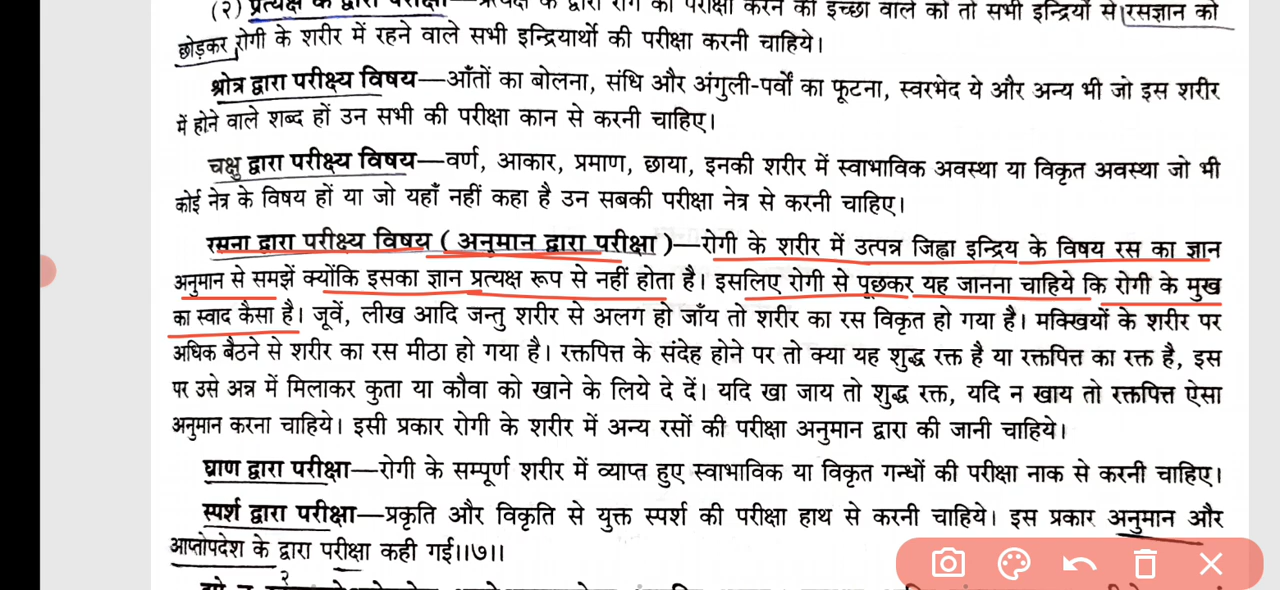 (२) प्रत्यक्ष के द्वारा परीक्षा—प्रत्यक्ष के द्वारा रोग की परीक्षा करने की इच्छा वाले को तो सभी इन्द्रियों से रसज्ञान को
छोड़कर रोगी के शरीर में रहने वाले सभी इन्द्रियार्थो की परीक्षा करनी चाहिये।
श्रोत्र द्वारा परीक्ष्य विषय—आँतों का बोलना, संधि और अंगुली-पर्वों का फूटना, स्वरभेद ये और अन्य भी जो इस शरीर
में होने वाले शब्द हों उन सभी की परीक्षा कान से करनी चाहिए।
चक्षु द्वारा परीक्ष्य विषय—वर्ण, आकार, प्रमाण, छाया, इनकी शरीर में स्वाभाविक अवस्था या विकृत अवस्था जो भी
कोई नेत्र के विषय हों या जो यहाँ नहीं कहा है उन सबकी परीक्षा नेत्र से करनी चाहिए।
रसना द्वारा परीक्ष्य विषय ( अनुमान द्वारा परीक्षा )—रोगी के शरीर में उत्पन्न जिह्वा इन्द्रिय के विषय रस का ज्ञान
अनुमान से समझें क्योंकि इसका ज्ञान प्रत्यक्ष रूप से नहीं होता है। इसलिए रोगी से पूछकर यह जानना चाहिये कि रोगी के मुख
का स्वाद कैसा है। जूवें, लीख आदि जन्तु शरीर से अलग हो जाँय तो शरीर का रस विकृत हो गया है। मक्खियों के शरीर पर
अधिक बैठने से शरीर का रस मीठा हो गया है। रक्तपित्त के संदेह होने पर तो क्या यह शुद्ध रक्त है या रक्तपित्त का रक्त है, इस
पर उसे अन्न में मिलाकर कुता या कौवा को खाने के लिये दे दें। यदि खा जाय तो शुद्ध रक्त, यदि न खाय तो रक्तपित्त ऐसा
अनुमान करना चाहिये। इसी प्रकार रोगी के शरीर में अन्य रसों की परीक्षा अनुमान द्वारा की जानी चाहिये।
घ्राण द्वारा परीक्षा—रोगी के सम्पूर्ण शरीर में व्याप्त हुए स्वाभाविक या विकृत गन्धों की परीक्षा नाक से करनी चाहिए।
स्पर्श द्वारा परीक्षा—प्रकृति और विकृति से युक्त स्पर्श की परीक्षा हाथ से करनी चाहिये। इस प्रकार अनुमान और
आप्तोपदेश के द्वारा परीक्षा कही गई।।७।।
२